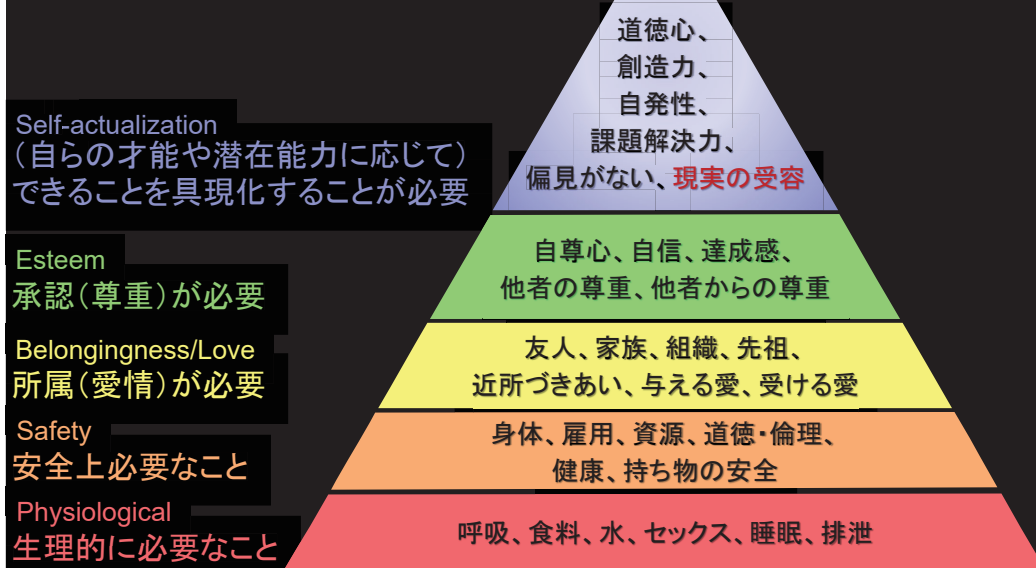 道徳心、
創造力、
自発性、
課題解決力、
偏見がない、現実の受容
Self-actualization
(自らの才能や潜在能力に応じて)
できることを具現化することが必要
自尊心、自信、達成感、
他者の尊重、他者からの尊重
Esteem
承認(尊重)が必要
友人、家族、組織、先祖、
近所づきあい、与える愛、受ける愛
Belongingness/Love
所属(愛情)が必要
身体、雇用、資源、道徳・倫理、
健康、持ち物の安全
Safety
安全上必要なこと
呼吸、食料、水、セックス、睡眠、排泄
Physiological
生理的に必要なこと